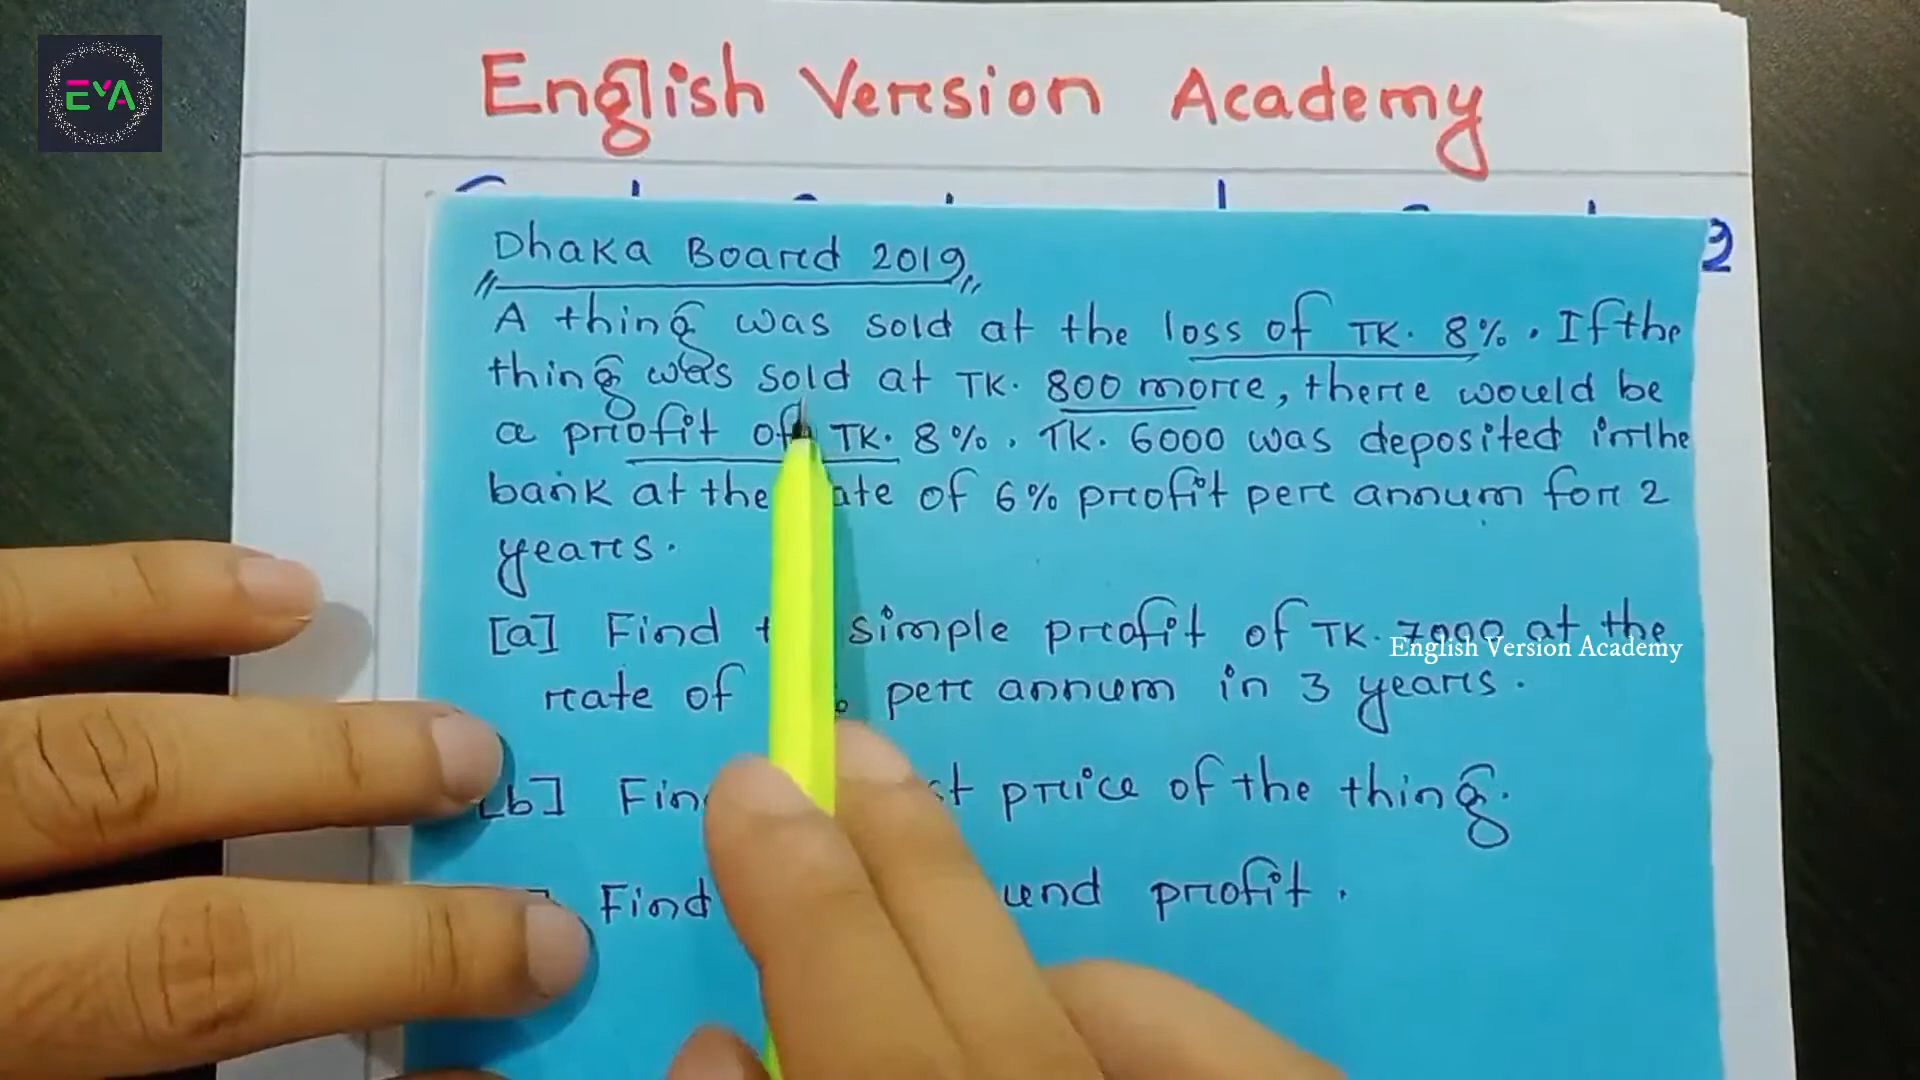 EVA
English Version Academy
Dhaka Board 2019
A thing was sold at the loss of TK. 8%. If the
thing was sold at TK. 800 more, there would be
a profit of TK. 8%. TK. 6000 was deposited in the
bank at the rate of 6% profit per annum for 2
years.
[a] Find simple profit of TK. 7000 at the
English Version Academy
rate of per annum in 3 years.
[b] Find price of the thing.
Find profit.